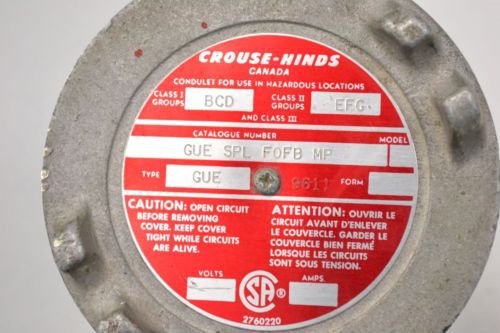 CROUSE-HINDS
CANADA
CONDULET FOR USE IN HAZARDOUS LOCATIONS
CLASS I GROUPS BCD CLASS II GROUPS EFG
AND CLASS III
CATALOGUE NUMBER MODEL
GUE SPL FOFB MP
TYPE GUE 9611 FORM
CAUTION: OPEN CIRCUIT
BEFORE REMOVING
COVER. KEEP COVER
TIGHT WHILE CIRCUITS
ARE ALIVE.
ATTENTION: OUVRIR LE
CIRCUIT AVANT D'ENLEVER
LE COUVERCLE. GARDER LE
COUVERCLE BIEN FERMÉ
LORSQUE LES CIRCUITS
SONT SOUS TENSION.
VOLTS AMPS.
CSA ®
2760220